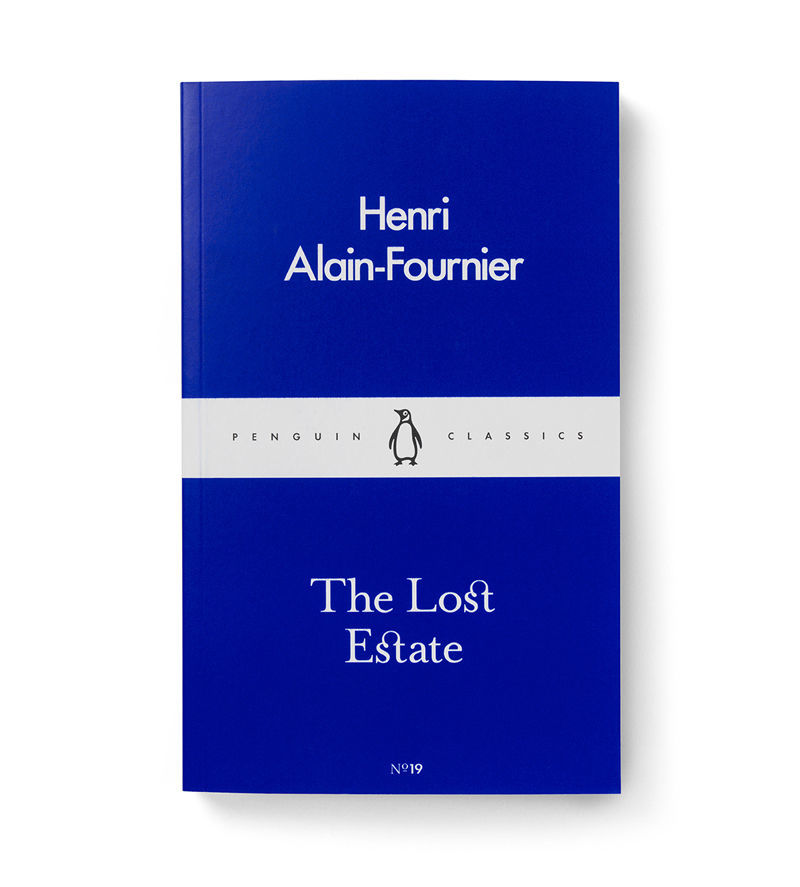 Henri
Alain-Fournier
PENGUIN CLASSICS
The Lost
Estate
Nº19